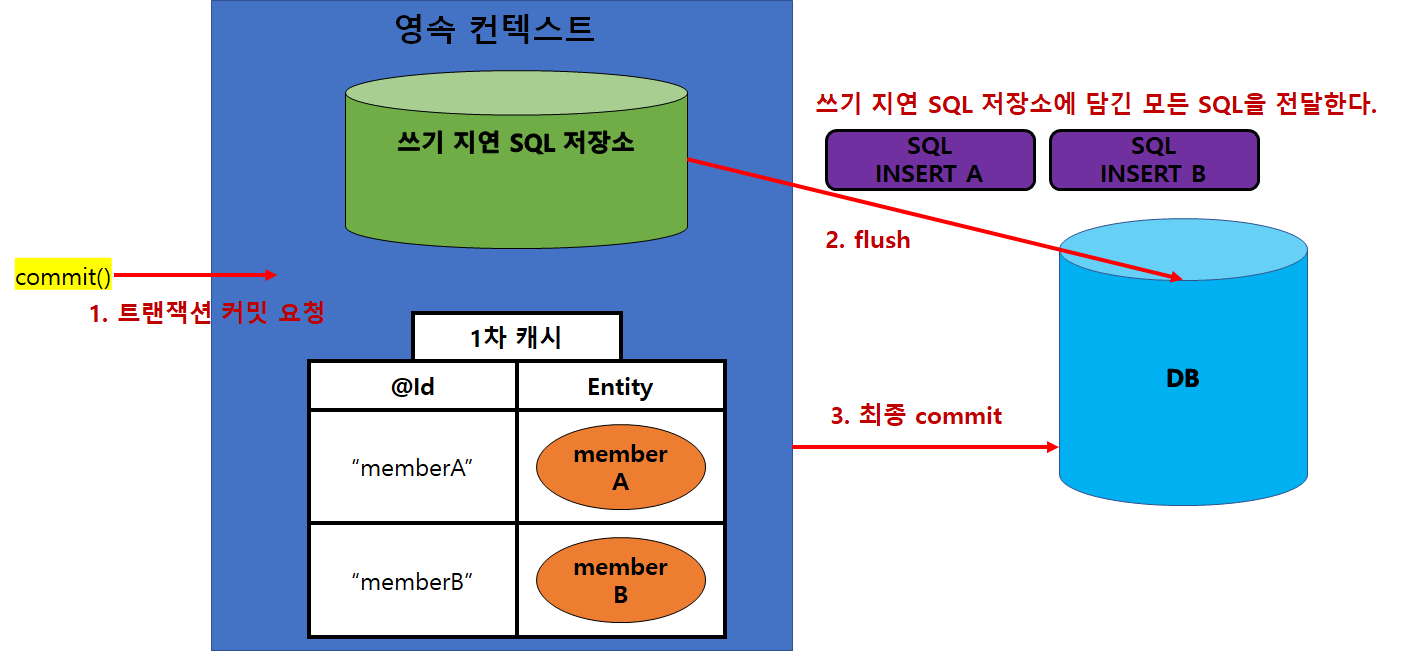 영속 컨텍스트
쓰기 지연 SQL 저장소
쓰기 지연 SQL 저장소에 담긴 모든 SQL을 전달한다.
SQL
INSERT A
SQL
INSERT B
2. flush
commit()
1. 트랜잭션 커밋 요청
1차 캐시
@Id
Entity
“memberA”
member
A
“memberB”
member
B
3. 최종 commit
DB